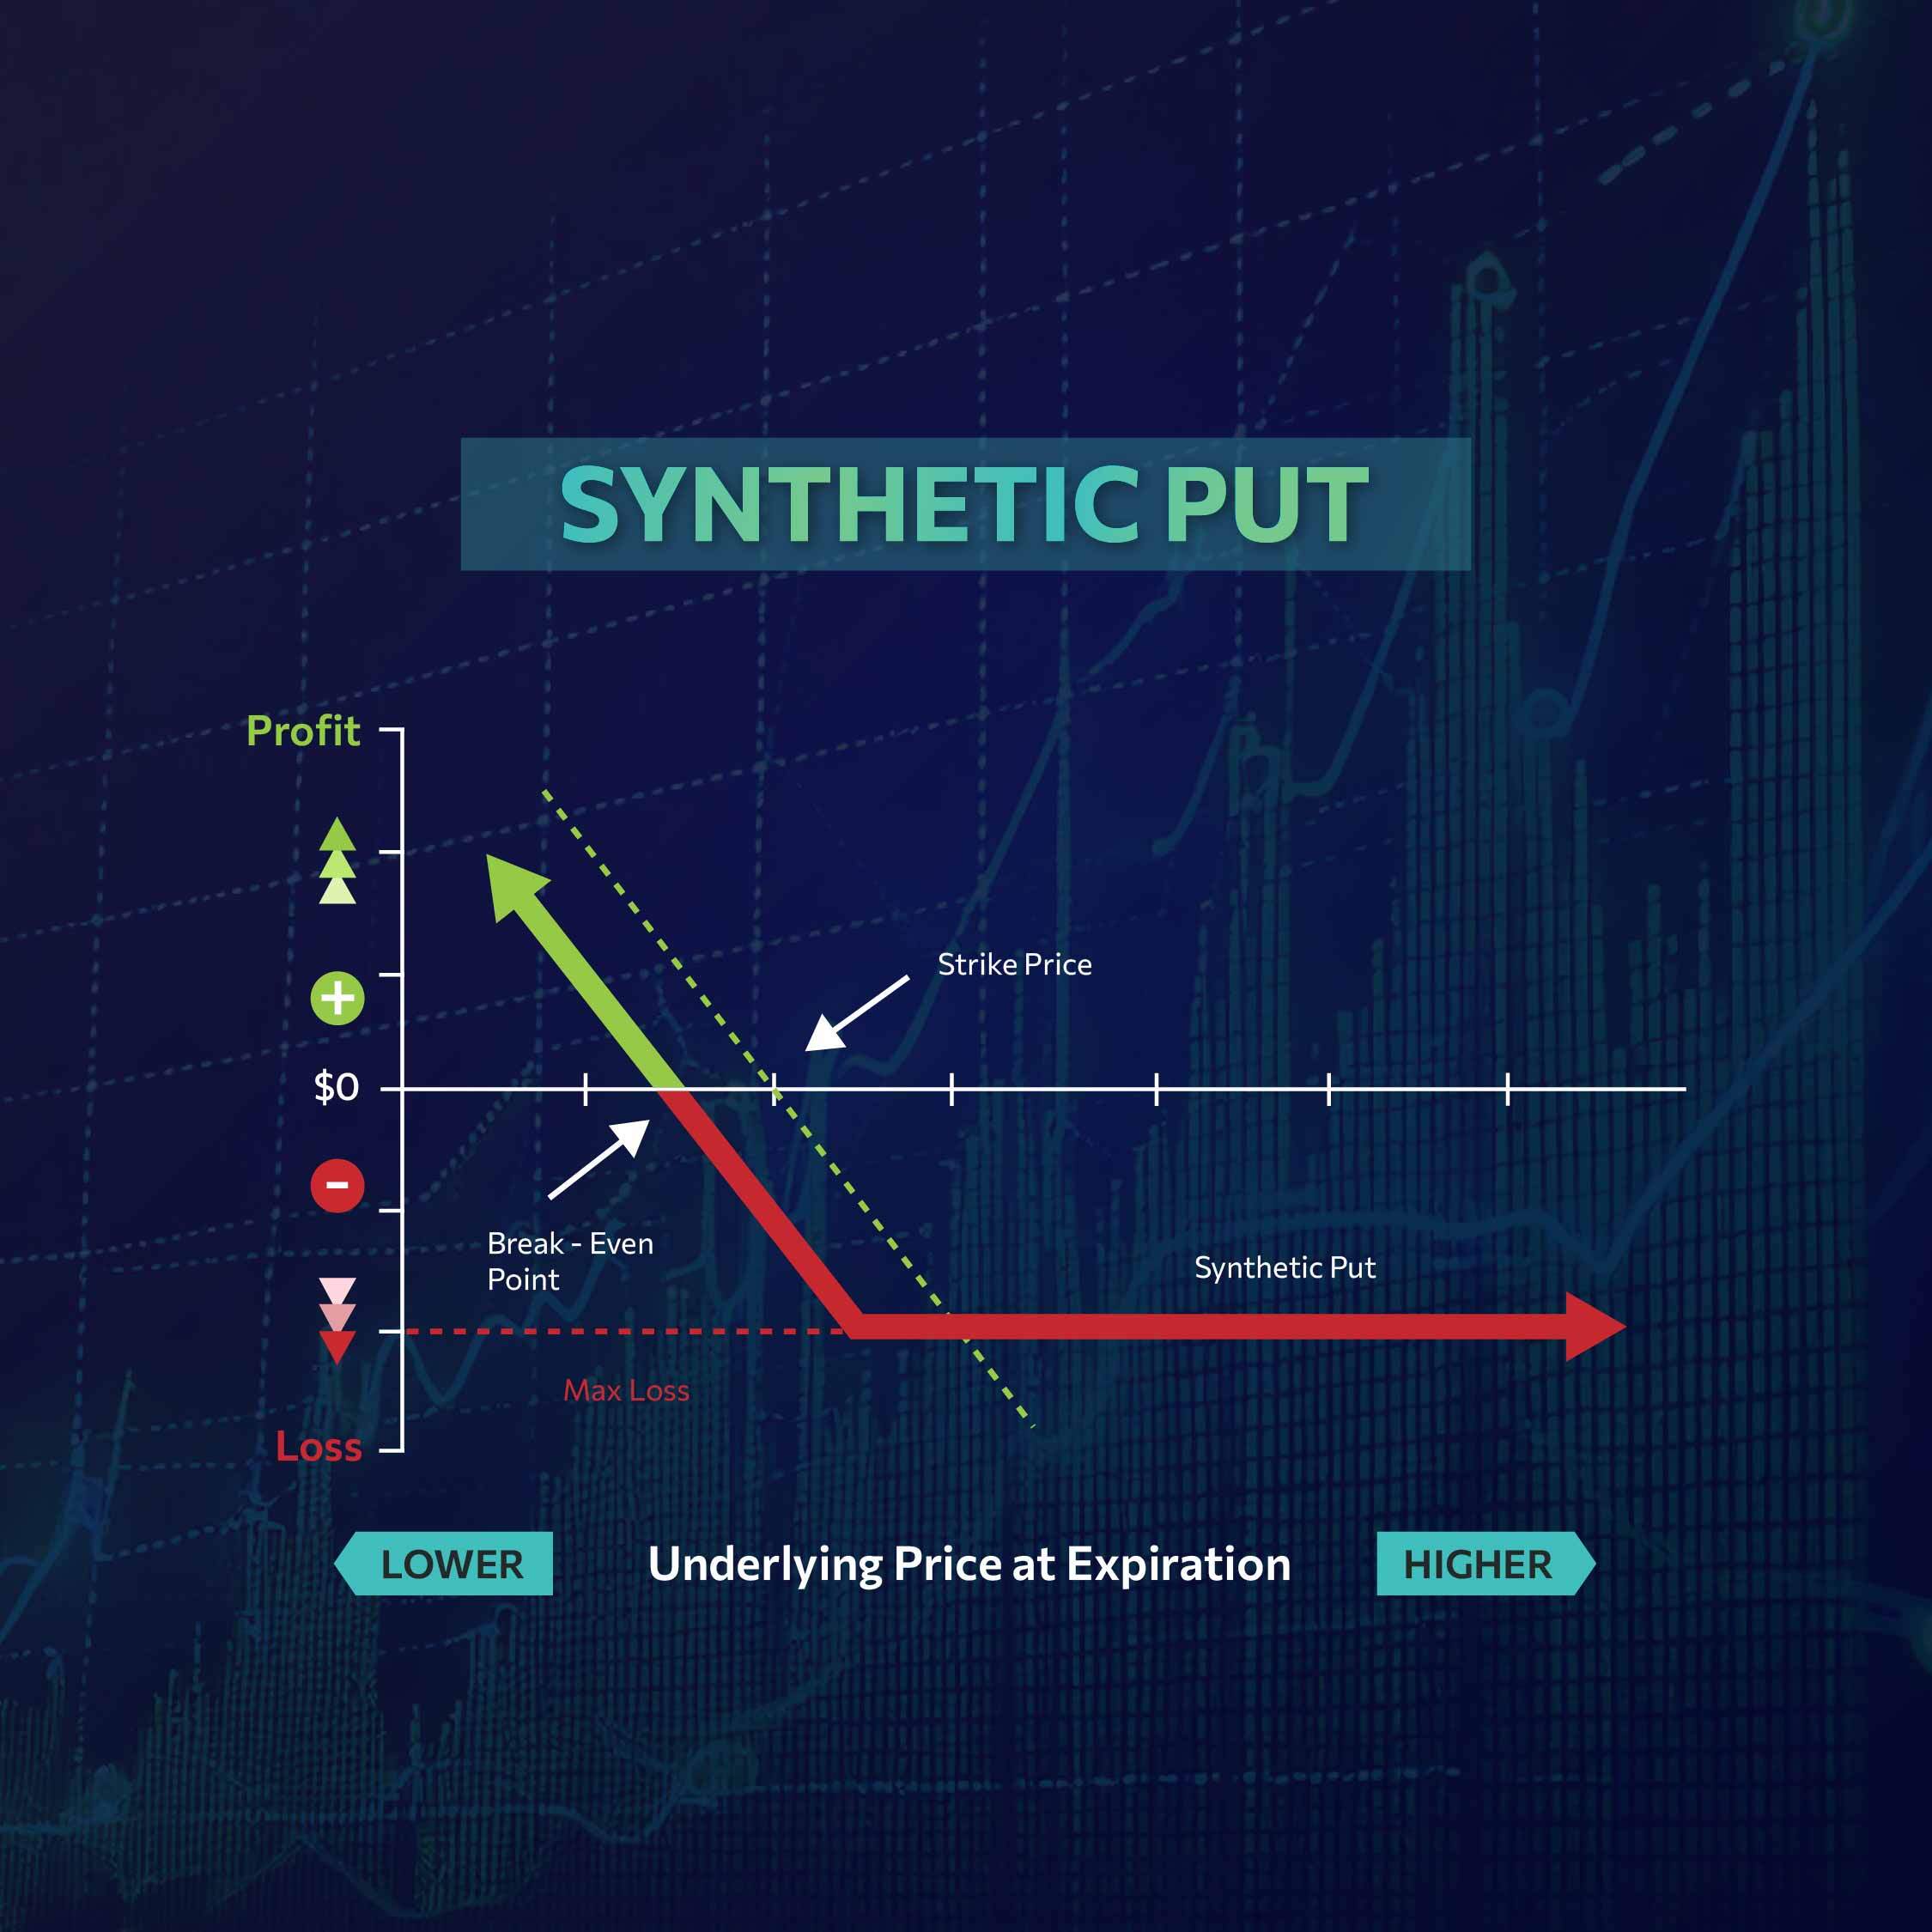 SYNTHETIC PUT
Profit
Strike Price
+
$0
-
Break - Even
Point
Synthetic Put
Max Loss
Loss
LOWER
Underlying Price at Expiration
HIGHER